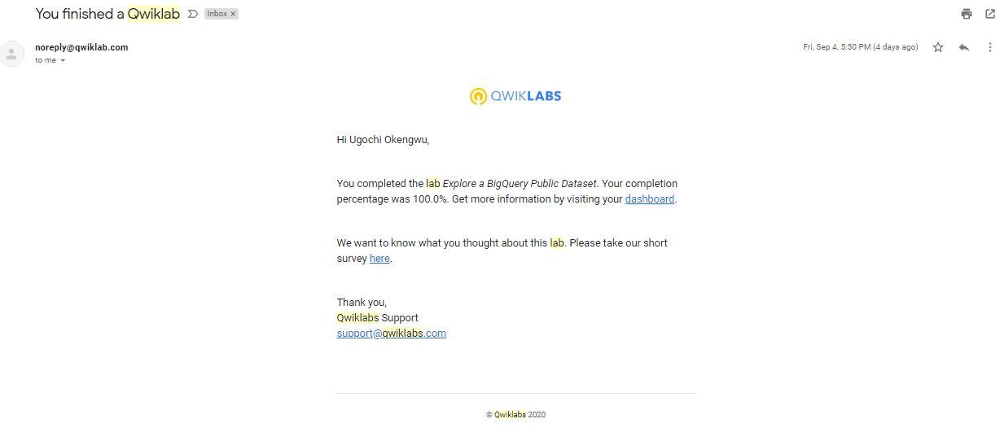 You finished a Qwiklab
Inbox x
noreply@qwiklab.com
Fri, Sep 4, 5:50 PM (4 days ago)
to me
QWIKLABS
Hi Ugochi Okengwu,
You completed the lab Explore a BigQuery Public Dataset. Your completion
percentage was 100.0%. Get more information by visiting your dashboard.
We want to know what you thought about this lab. Please take our short
survey here.
Thank you,
Qwiklabs Support
support@qwiklabs.com
© Qwiklabs 2020